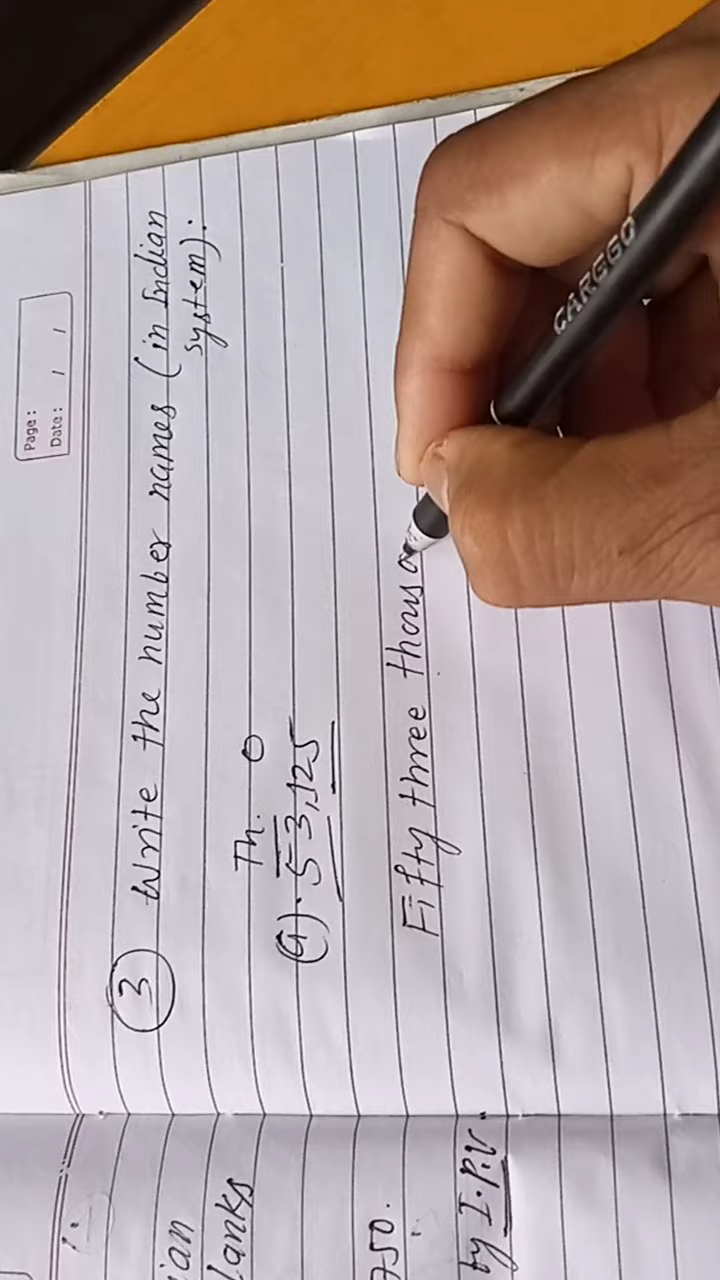 Page :
Date : / /
3 Write the number names (in Indian
system).
Th. O
(a). 53,125
Fifty three thousa
ian
lanks
750.
by I.P.V
CARGGO